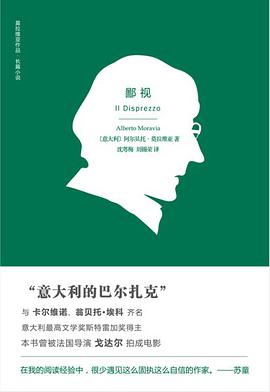 莫拉维亚作品·长篇小说
鄙视
Il Disprezzo
Alberto Moravia
〔意大利〕阿尔贝托·莫拉维亚 著
沈萼梅 刘锡荣 译
“意大利的巴尔扎克”
与 卡尔维诺、翁贝托·埃科 齐名
意大利最高文学奖斯特雷加奖得主
本书曾被法国导演 戈达尔 拍成电影
在我的阅读经验中，很少遇见这么固执这么自信的作家。——苏童